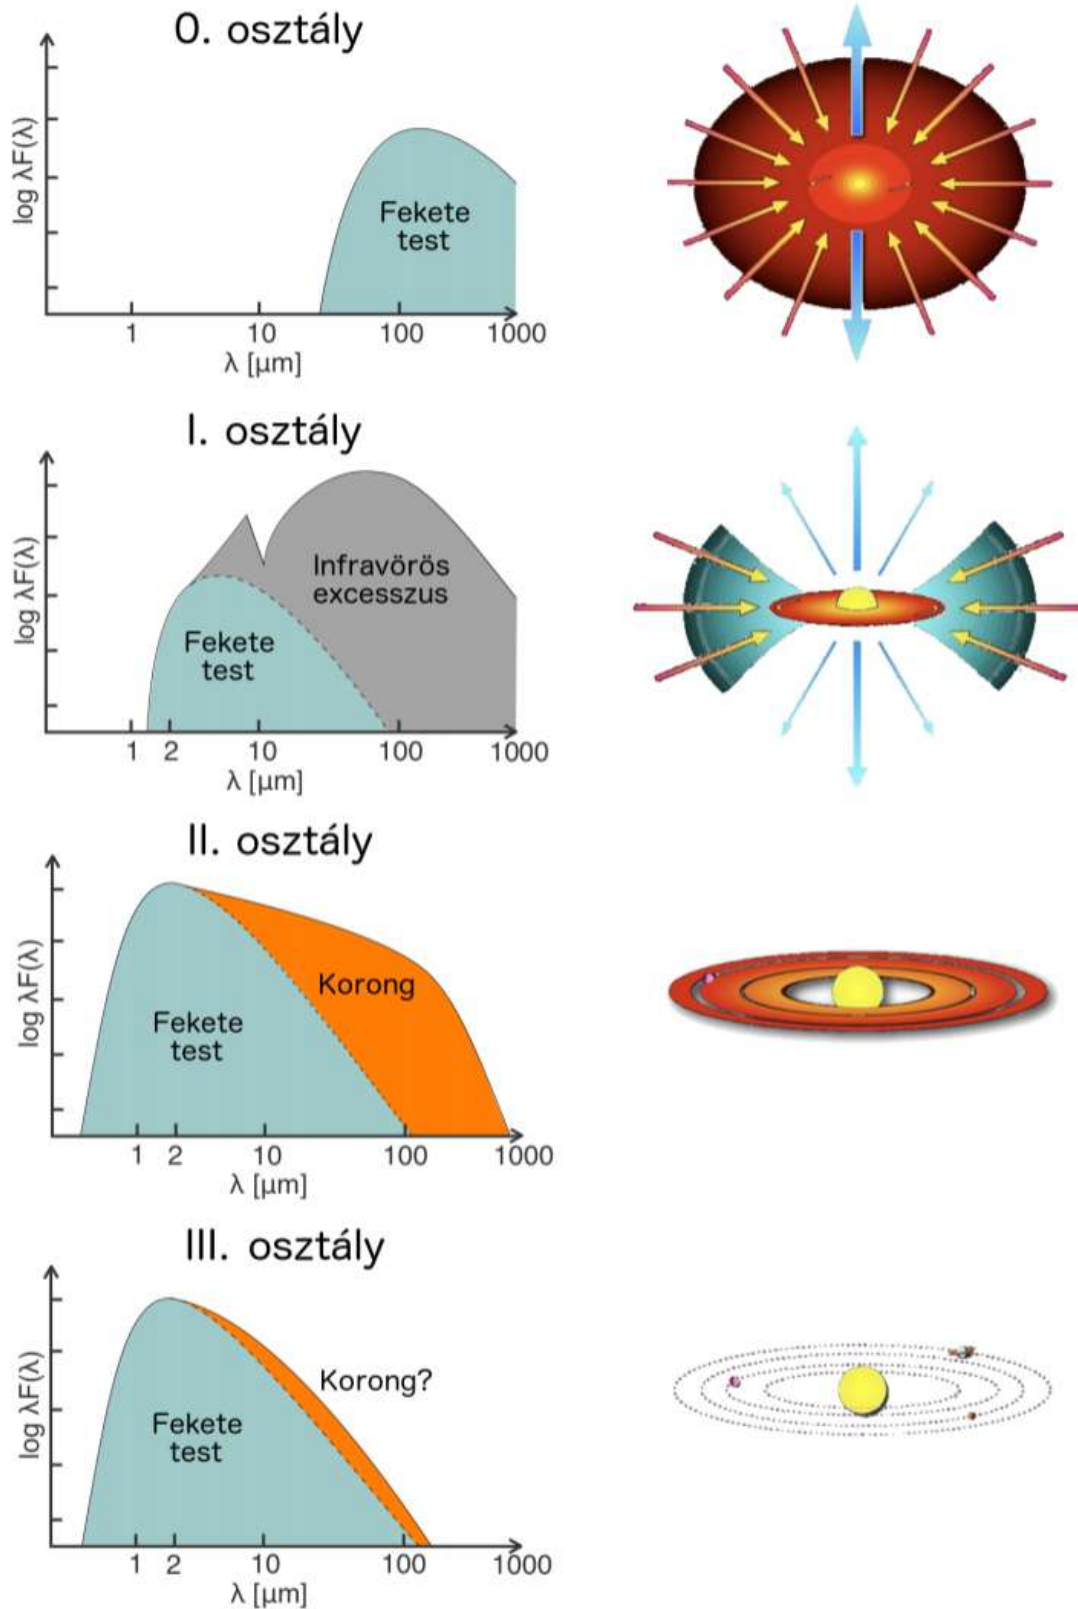 0. osztály
log λF(λ)
Fekete
test
1 10 100 1000
λ [μm]
I. osztály
log λF(λ)
Infravörös
excesszus
Fekete
test
1 2 10 100 1000
λ [μm]
II. osztály
log λF(λ)
Korong
Fekete
test
1 2 10 100 1000
λ [μm]
III. osztály
log λF(λ)
Korong?
Fekete
test
1 2 10 100 1000
λ [μm]